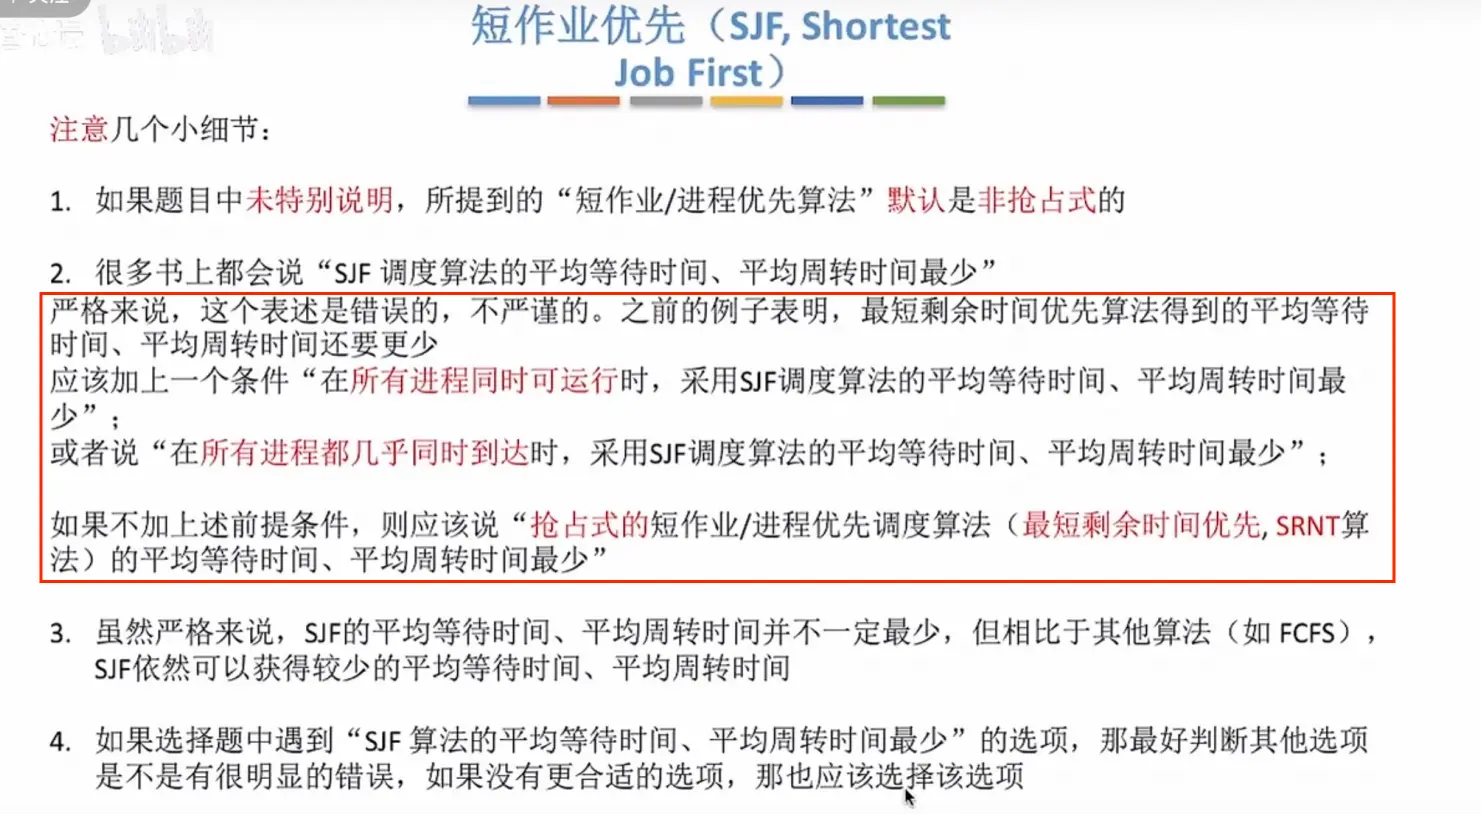 短作业优先（SJF, Shortest
Job First）
注意几个小细节：
1. 如果题目中未特别说明，所提到的“短作业/进程优先算法”默认是非抢占式的
2. 很多书上都会说“SJF 调度算法的平均等待时间、平均周转时间最少”
严格来说，这个表述是错误的，不严谨的。之前的例子表明，最短剩余时间优先算法得到的平均等待
时间、平均周转时间还要更少
应该加上一个条件“在所有进程同时可运行时，采用SJF调度算法的平均等待时间、平均周转时间最
少”；
或者说“在所有进程都几乎同时到达时，采用SJF调度算法的平均等待时间、平均周转时间最少”；
如果不加上述前提条件，则应该说“抢占式的短作业/进程优先调度算法（最短剩余时间优先, SRNT算
法）的平均等待时间、平均周转时间最少”
3. 虽然严格来说，SJF的平均等待时间、平均周转时间并不一定最少，但相比于其他算法（如 FCFS），
SJF依然可以获得较少的平均等待时间、平均周转时间
4. 如果选择题中遇到“SJF 算法的平均等待时间、平均周转时间最少”的选项，那最好判断其他选项
是不是有很明显的错误，如果没有更合适的选项，那也应该选择该选项